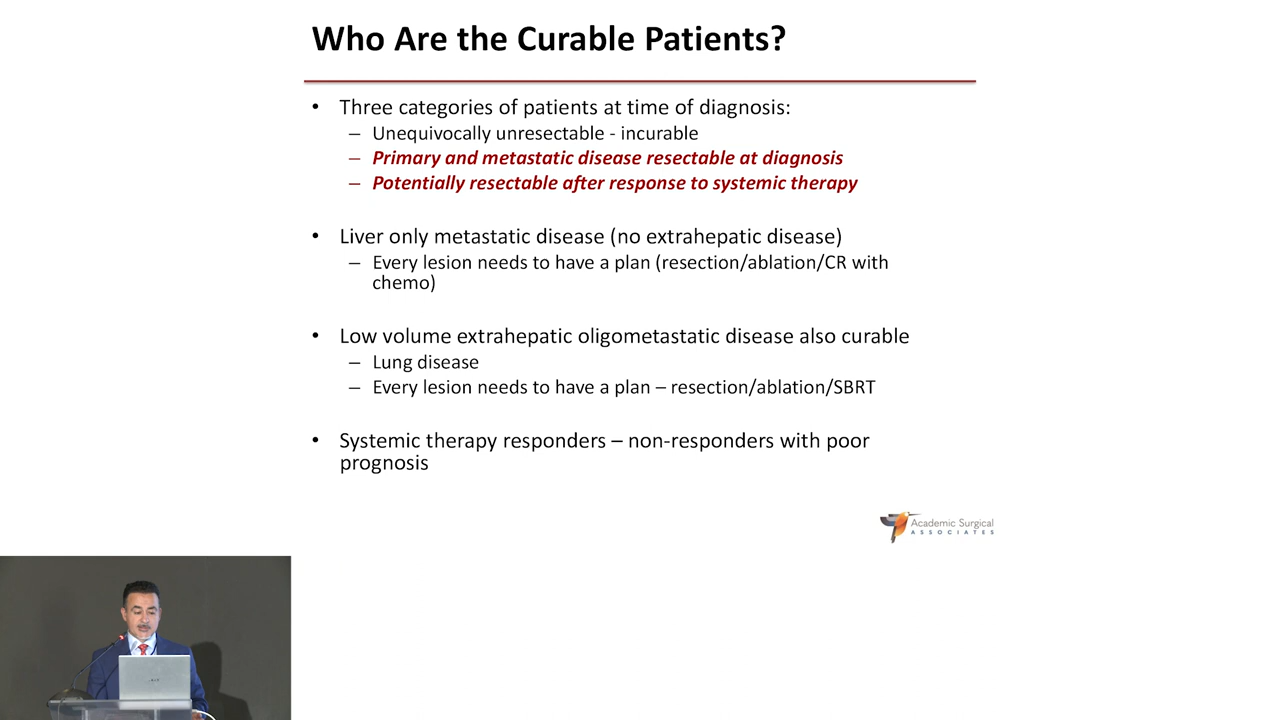 Who Are the Curable Patients?
• Three categories of patients at time of diagnosis:
– Unequivocally unresectable - incurable
– Primary and metastatic disease resectable at diagnosis
– Potentially resectable after response to systemic therapy
• Liver only metastatic disease (no extrahepatic disease)
– Every lesion needs to have a plan (resection/ablation/CR with
chemo)
• Low volume extrahepatic oligometastatic disease also curable
– Lung disease
– Every lesion needs to have a plan – resection/ablation/SBRT
• Systemic therapy responders – non-responders with poor
prognosis
Academic Surgical
ASSOCIATES